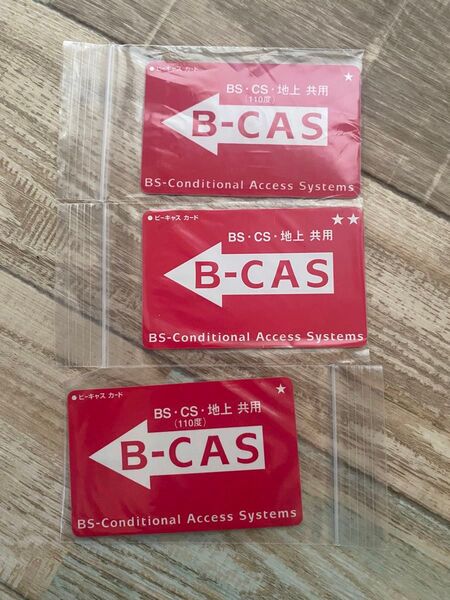 ●ビーキャス カード ★
BS・CS・地上 共用
(110度)
B-CAS
BS-Conditional Access Systems
●ビーキャス カード ★★
BS・CS・地上 共用
B-CAS
BS-Conditional Access Systems
●ビーキャス カード ★
BS・CS・地上 共用
(110度)
B-CAS
BS-Conditional Access Systems